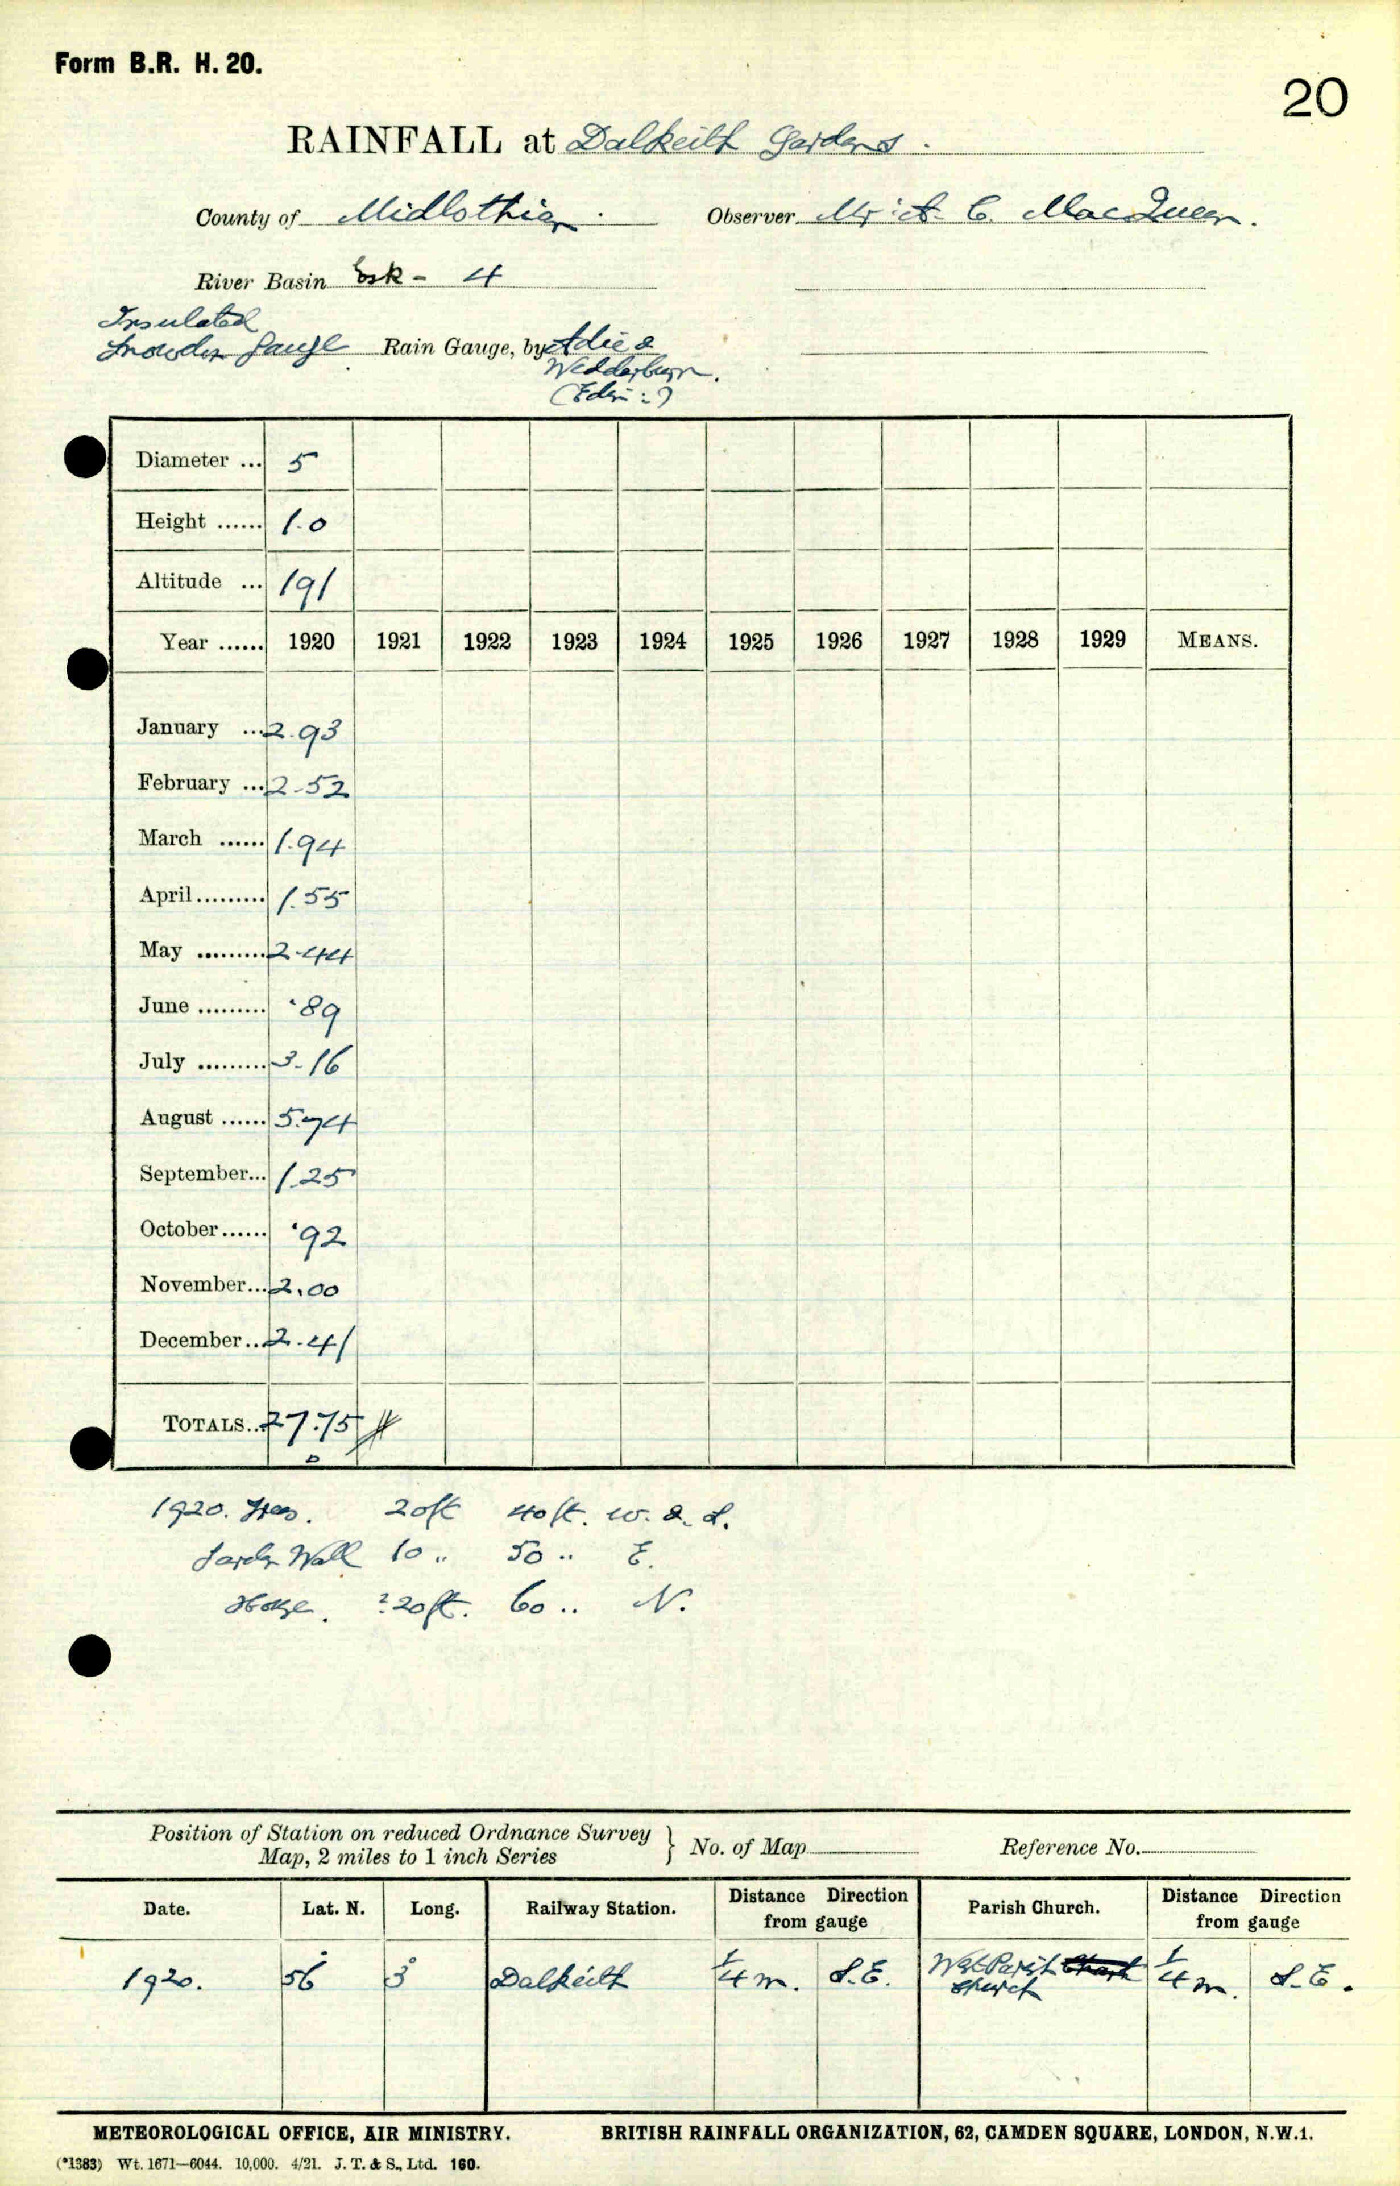 Form B.R. H. 20.
20
RAINFALL at Dalkeith Gardens.
County of Midlothian. Observer Mr. A. C. MacQueen.
River Basin Esk - 4
Insulated
Snowdon Gauge Rain Gauge, by Adie &
Wedderburn.
(Edin:)
Diameter ... 5
Height ...... 1.0
Altitude ... 191
Year ...... 1920 1921 1922 1923 1924 1925 1926 1927 1928 1929 MEANS.
January ... 2.93
February ... 2.52
March ...... 1.94
April ......... 1.55
May ......... 2.44
June ......... .89
July ......... 3.16
August ...... 5.74
September... 1.25
October...... .92
November... 2.00
December... 2.41
TOTALS... 27.75
1920. Trees. 20ft 40ft. W. & S.
Garden Wall 10 .. 50 .. E.
?20ft. 60 .. N.
Position of Station on reduced Ordnance Survey
Map, 2 miles to 1 inch Series } No. of Map Reference No.
Date. Lat. N. Long. Railway Station. Distance Direction from gauge Parish Church. Distance Direction from gauge
1920. 56° 3° Dalkeith 1/4 m. S.E. West Parish Church 1/4 m. S.E.
METEOROLOGICAL OFFICE, AIR MINISTRY. BRITISH RAINFALL ORGANIZATION, 62, CAMDEN SQUARE, LONDON, N.W.1.
(*1383) Wt. 1671—6044. 10,000. 4/21. J. T. & S., Ltd. 160.